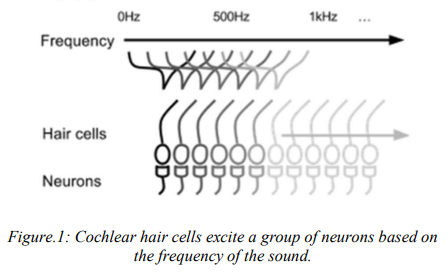 0Hz 500Hz 1kHz ...
Frequency
Hair cells
Neurons
Figure.1: Cochlear hair cells excite a group of neurons based on
the frequency of the sound.